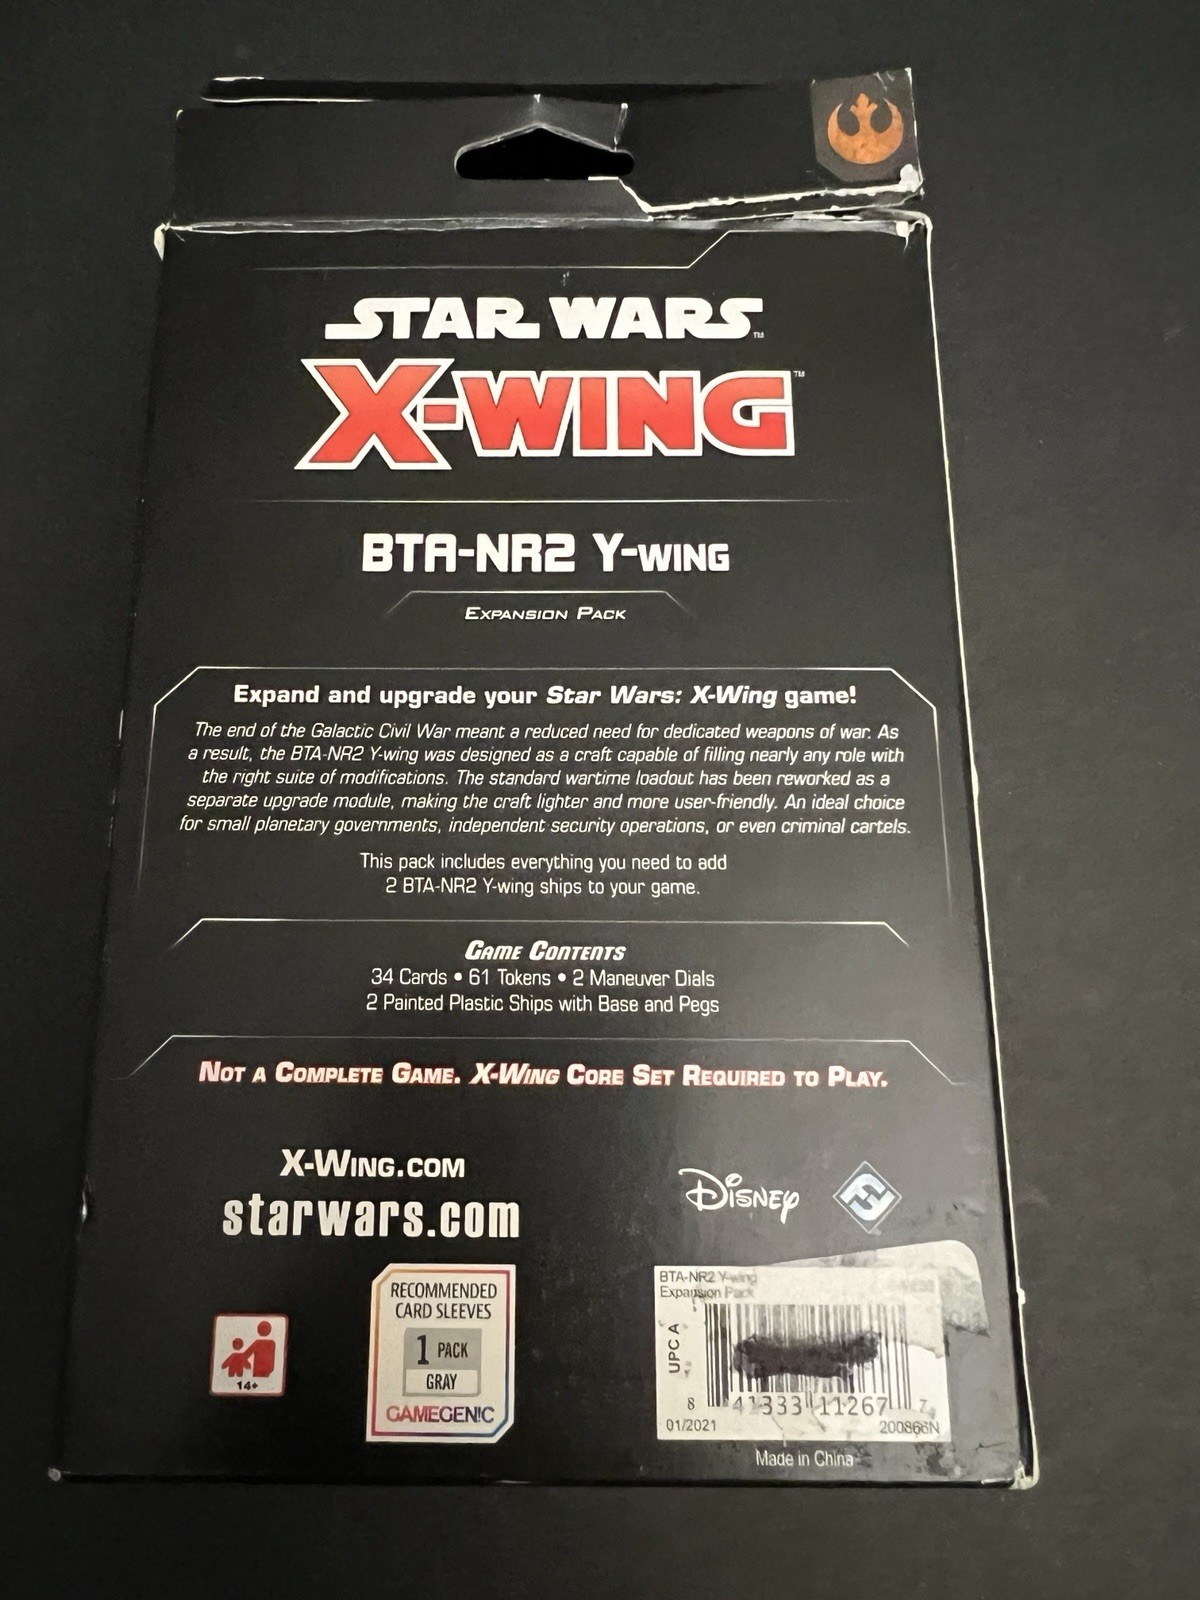 STAR WARS™
X-WING™
BTA-NR2 Y-WING
EXPANSION PACK
Expand and upgrade your Star Wars: X-Wing game!
The end of the Galactic Civil War meant a reduced need for dedicated weapons of war. As
a result, the BTA-NR2 Y-wing was designed as a craft capable of filling nearly any role with
the right suite of modifications. The standard wartime loadout has been reworked as a
separate upgrade module, making the craft lighter and more user-friendly. An ideal choice
for small planetary governments, independent security operations, or even criminal cartels.
This pack includes everything you need to add
2 BTA-NR2 Y-wing ships to your game.
GAME CONTENTS
34 Cards • 61 Tokens • 2 Maneuver Dials
2 Painted Plastic Ships with Base and Pegs
NOT A COMPLETE GAME. X-WING CORE SET REQUIRED TO PLAY.
X-WING.COM
starwars.com
DISNEY
RECOMMENDED
CARD SLEEVES
1 PACK
GRAY
GAMEGENIC
14+
BTA-NR2 Y-wing
Expansion Pack
UPC A
8 41333 11267 7
01/2021 200866N
Made in China